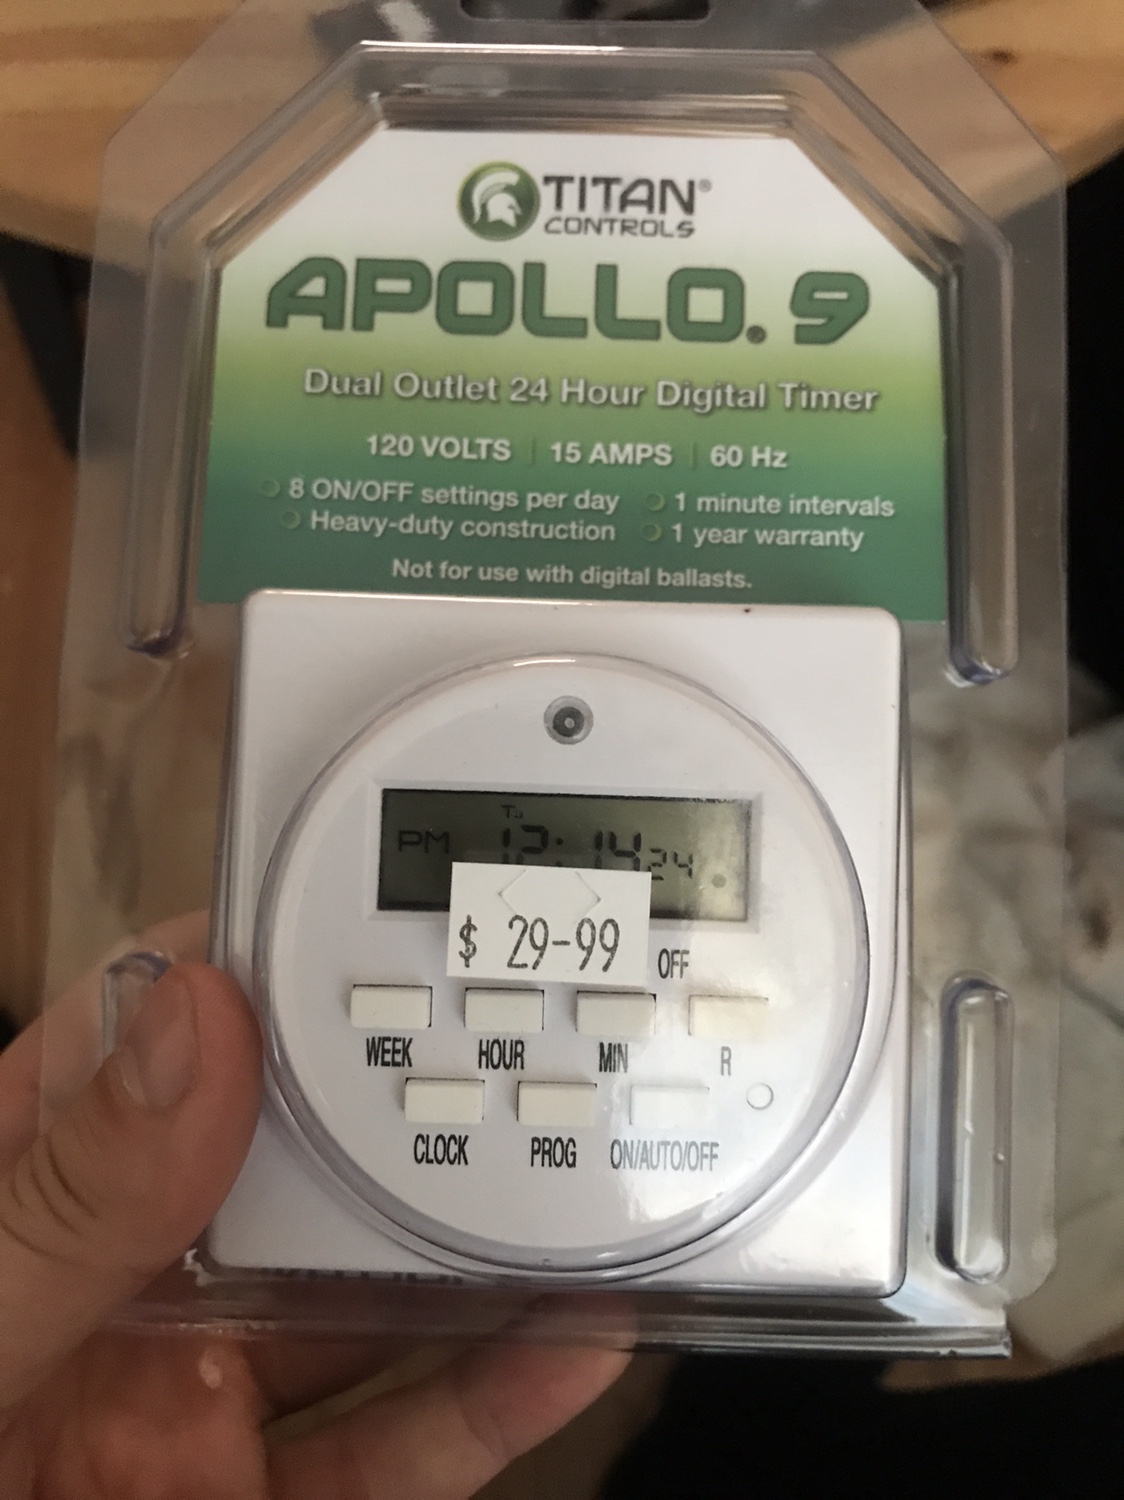 TITAN®
CONTROLS
APOLLO® 9
Dual Outlet 24 Hour Digital Timer
120 VOLTS | 15 AMPS | 60 Hz
8 ON/OFF settings per day
1 minute intervals
Heavy-duty construction
1 year warranty
Not for use with digital ballasts.
Tu
PM 12:14 24
$ 29-99
OFF
WEEK HOUR MIN R
CLOCK PROG ON/AUTO/OFF